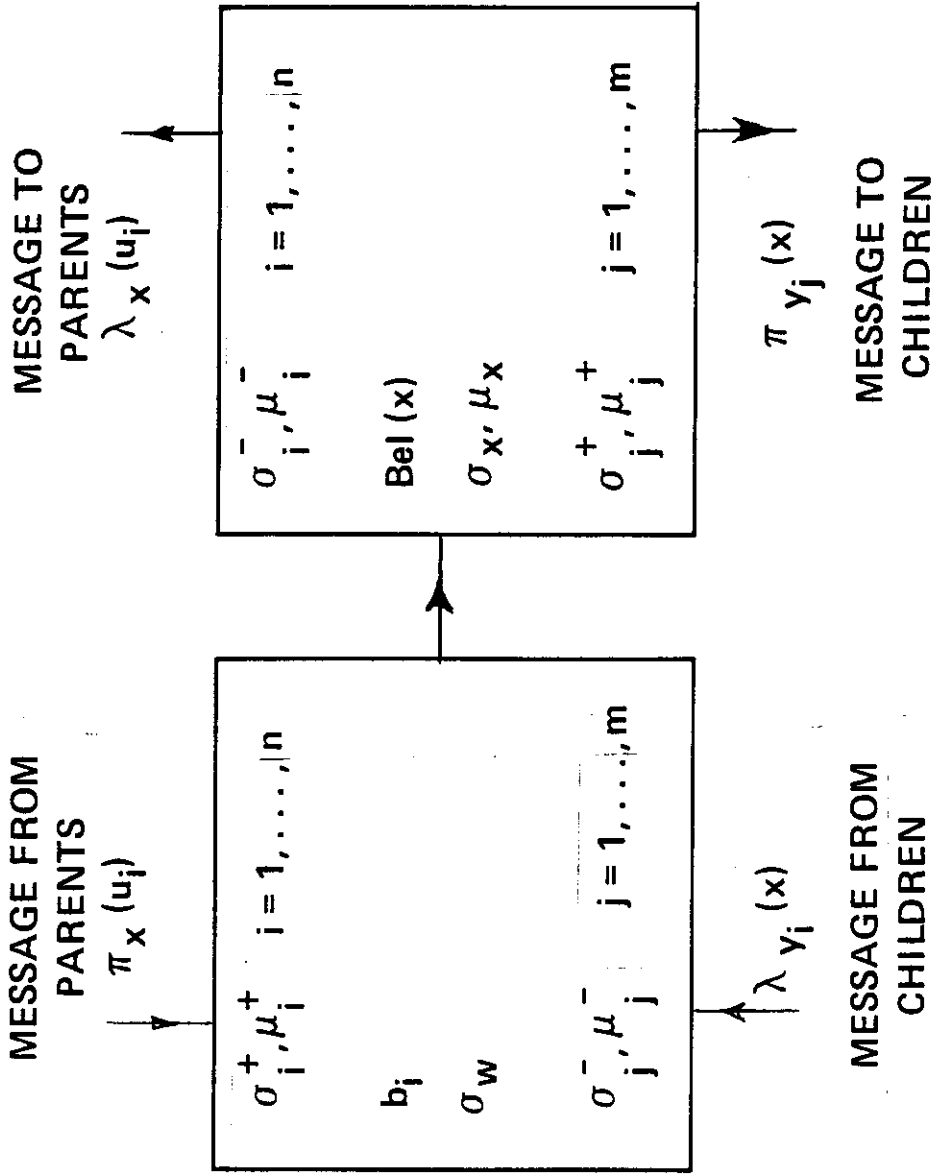 MESSAGE FROM
PARENTS
π_x (u_i)
σ_i^+, μ_i^+ i = 1, . . . , n
b_i
σ_w
σ_j^-, μ_j^- j = 1, . . . , m
λ_{y_i} (x)
MESSAGE FROM
CHILDREN
MESSAGE TO
PARENTS
λ_x (u_i)
σ_i^-, μ_i^- i = 1, . . . , n
Bel (x)
σ_x, μ_x
σ_j^+, μ_j^+ j = 1, . . . , m
π_{y_j} (x)
MESSAGE TO
CHILDREN